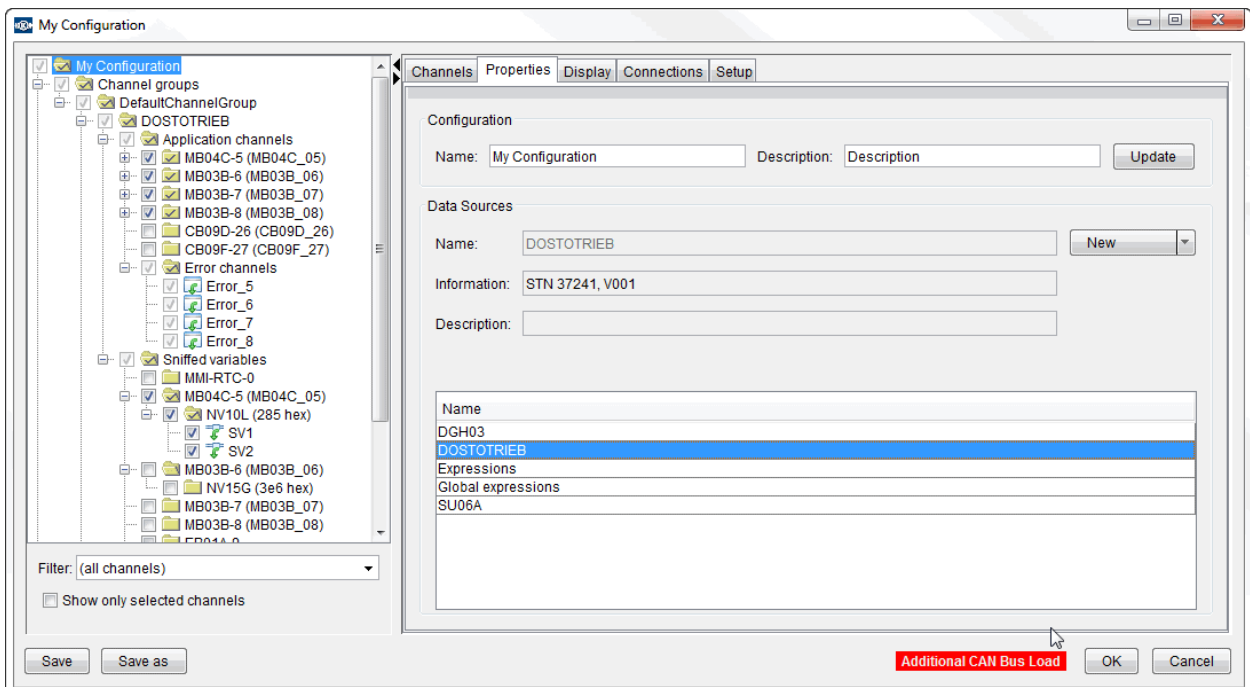 My Configuration
My Configuration
Channel groups
DefaultChannelGroup
DOSTOTRIEB
Application channels
MB04C-5 (MB04C_05)
MB03B-6 (MB03B_06)
MB03B-7 (MB03B_07)
MB03B-8 (MB03B_08)
CB09D-26 (CB09D_26)
CB09F-27 (CB09F_27)
Error channels
Error_5
Error_6
Error_7
Error_8
Sniffed variables
MMI-RTC-0
MB04C-5 (MB04C_05)
NV10L (285 hex)
SV1
SV2
MB03B-6 (MB03B_06)
NV15G (3e6 hex)
MB03B-7 (MB03B_07)
MB03B-8 (MB03B_08)
Filter: (all channels)
Show only selected channels
Channels Properties Display Connections Setup
Configuration
Name: My Configuration Description: Description Update
Data Sources
Name: DOSTOTRIEB New
Information: STN 37241, V001
Description:
Name
DGH03
DOSTOTRIEB
Expressions
Global expressions
SU06A
Save Save as Additional CAN Bus Load OK Cancel